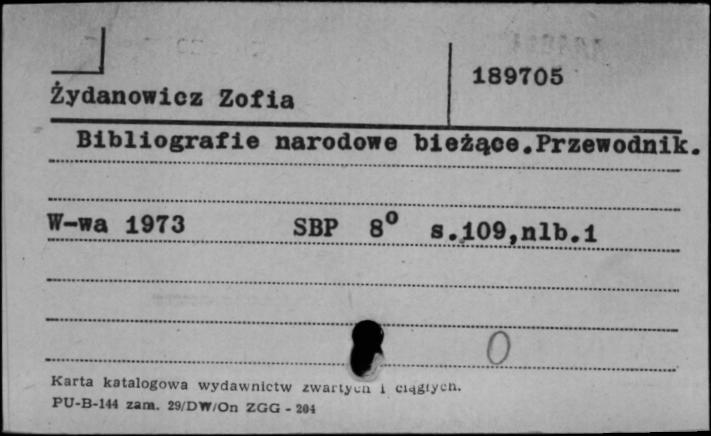 189705
Żydanowicz Zofia
Bibliografie narodowe bieżące.Przewodnik.
W-wa 1973 SBP 8° s.109,nlb.1
0
Karta katalogowa wydawnictw zwartych i ciągłych.
PU-B-144 zam. 29/DW/On ZGG - 204